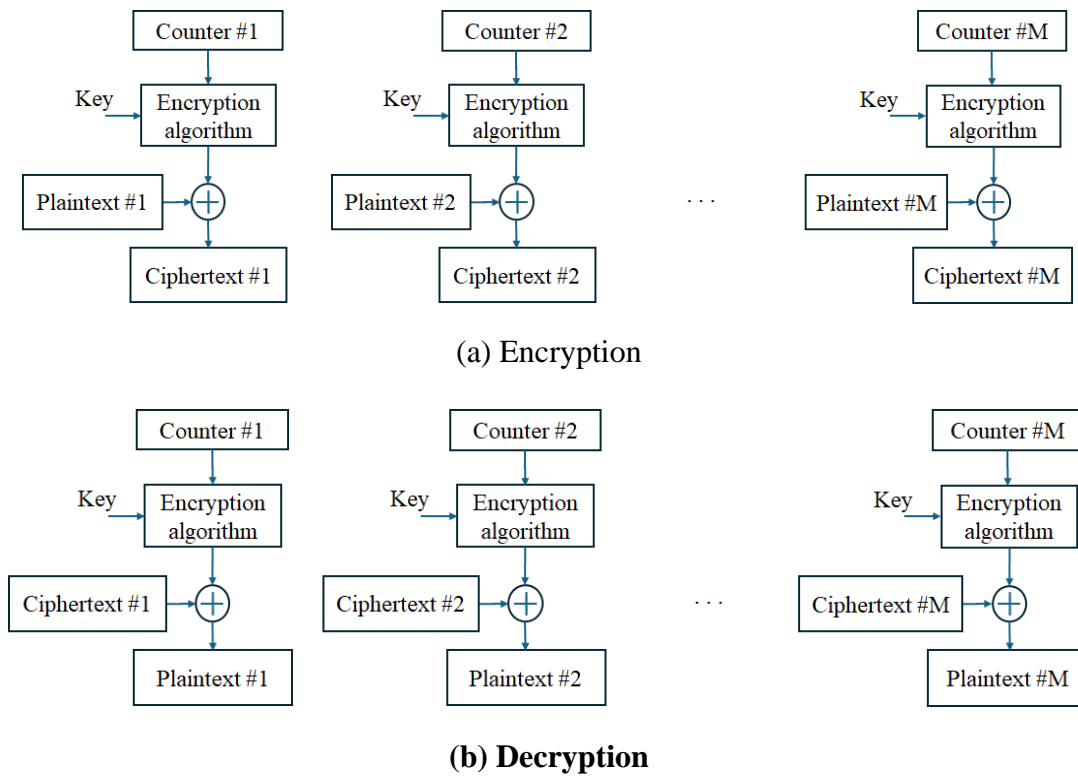 Counter #1 Counter #2 Counter #M
Key Encryption algorithm Key Encryption algorithm Key Encryption algorithm
Plaintext #1 Plaintext #2 . . . Plaintext #M
Ciphertext #1 Ciphertext #2 Ciphertext #M
(a) Encryption
Counter #1 Counter #2 Counter #M
Key Encryption algorithm Key Encryption algorithm Key Encryption algorithm
Ciphertext #1 Ciphertext #2 . . . Ciphertext #M
Plaintext #1 Plaintext #2 Plaintext #M
(b) Decryption